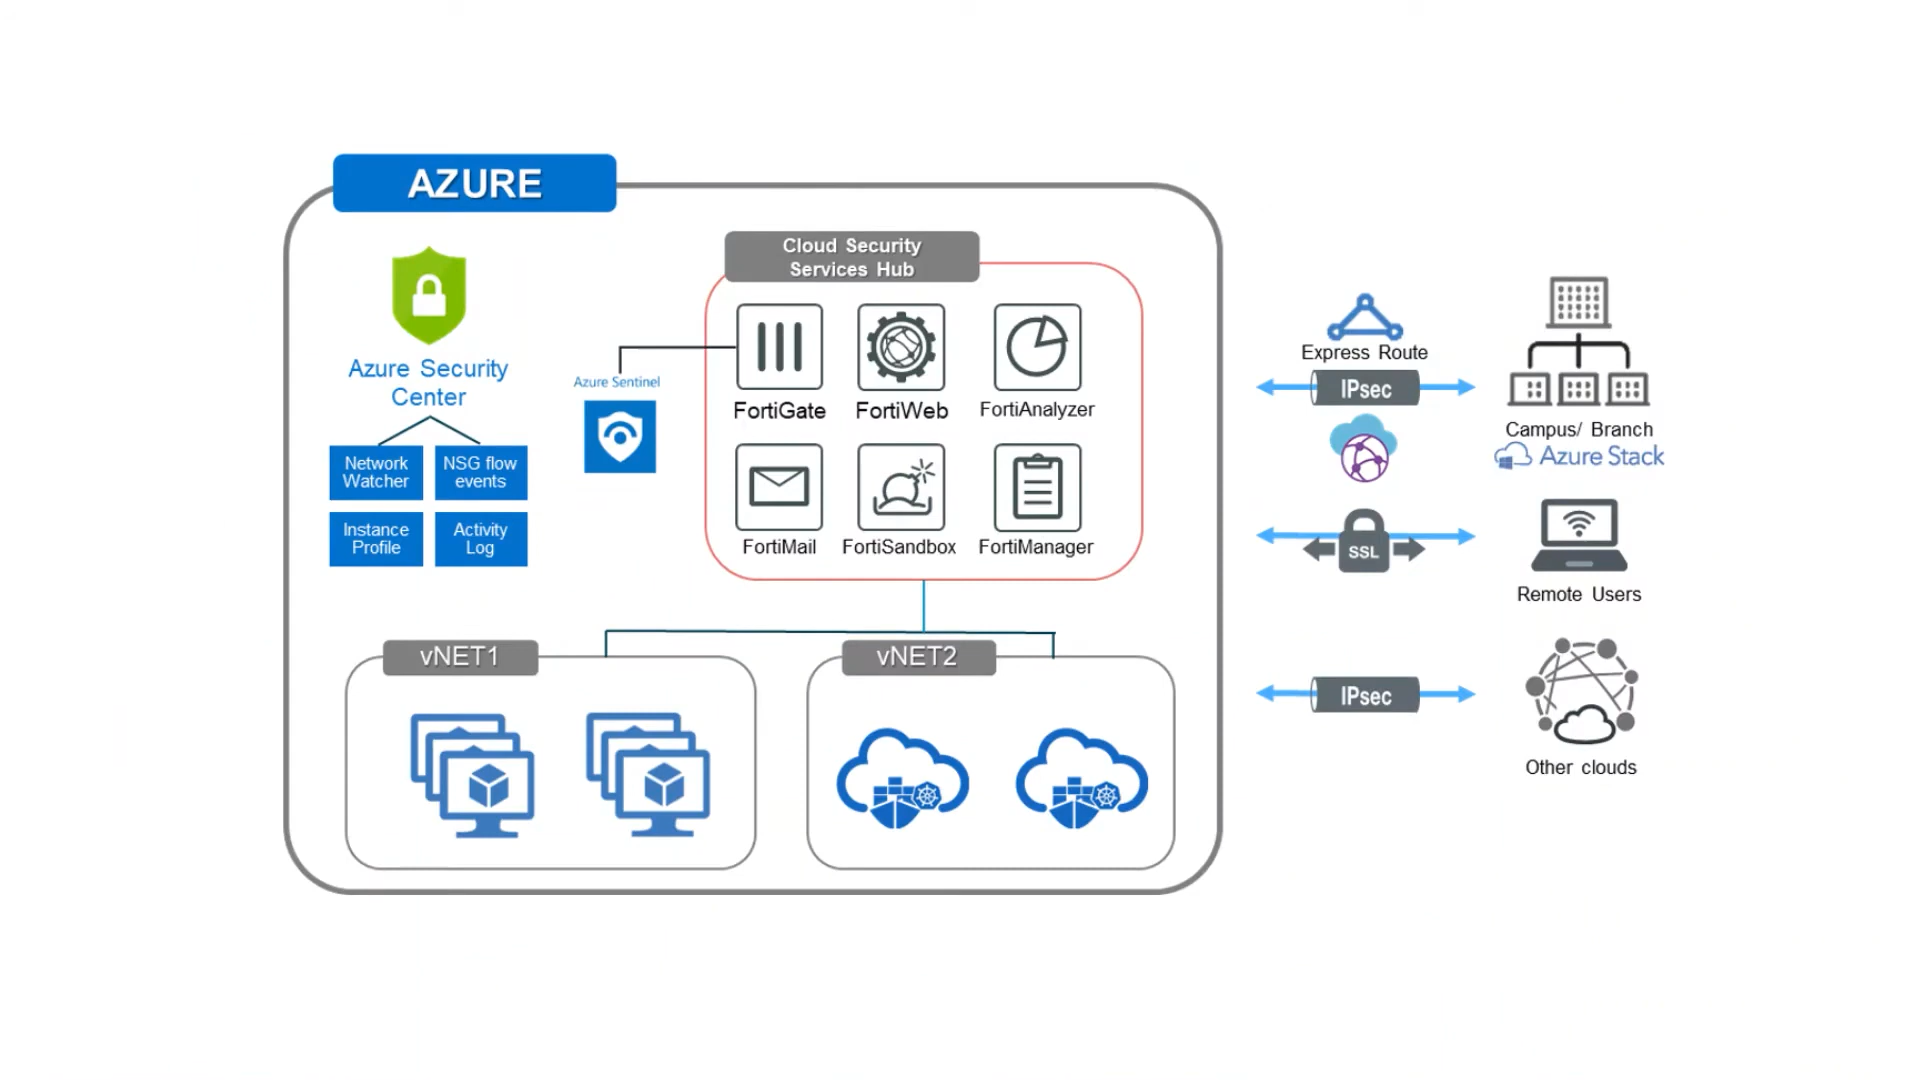 AZURE
Cloud Security
Services Hub
Azure Security
Center
Network
Watcher
NSG flow
events
Instance
Profile
Activity
Log
Azure Sentinel
FortiGate
FortiWeb
FortiAnalyzer
FortiMail
FortiSandbox
FortiManager
vNET1
vNET2
Express Route
IPsec
Campus/ Branch
Azure Stack
SSL
Remote Users
IPsec
Other clouds